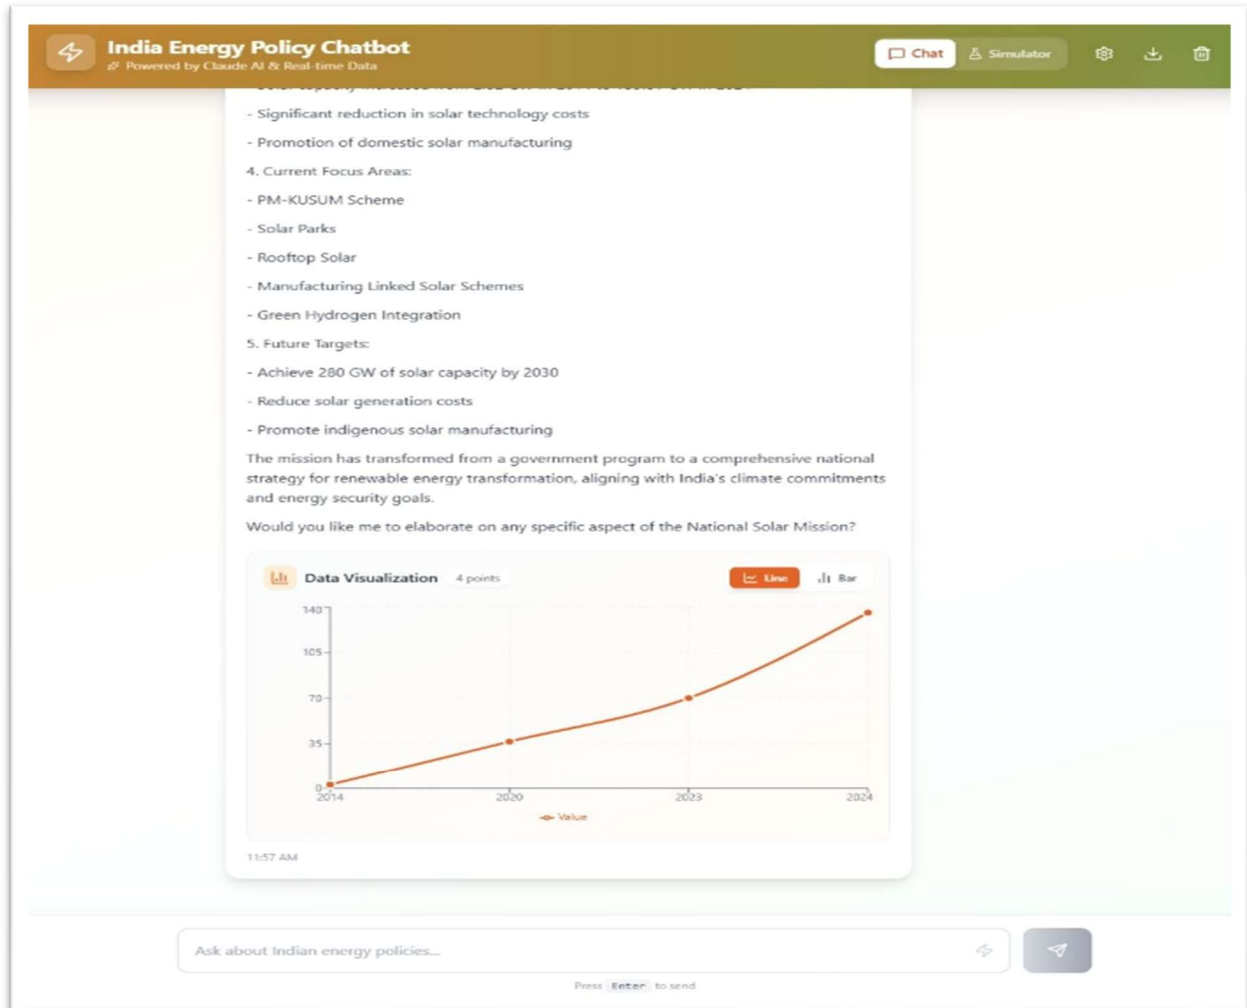 India Energy Policy Chatbot
Powered by Claude AI & Real-time Data
Chat
Simulator
- Significant reduction in solar technology costs
- Promotion of domestic solar manufacturing
4. Current Focus Areas:
- PM-KUSUM Scheme
- Solar Parks
- Rooftop Solar
- Manufacturing Linked Solar Schemes
- Green Hydrogen Integration
5. Future Targets:
- Achieve 280 GW of solar capacity by 2030
- Reduce solar generation costs
- Promote indigenous solar manufacturing
The mission has transformed from a government program to a comprehensive national
strategy for renewable energy transformation, aligning with India's climate commitments
and energy security goals.
Would you like me to elaborate on any specific aspect of the National Solar Mission?
Data Visualization 4 points
Line
Bar
140
105
70
35
0
2014 2020 2023 2024
Value
11:57 AM
Ask about Indian energy policies...
Press Enter to send